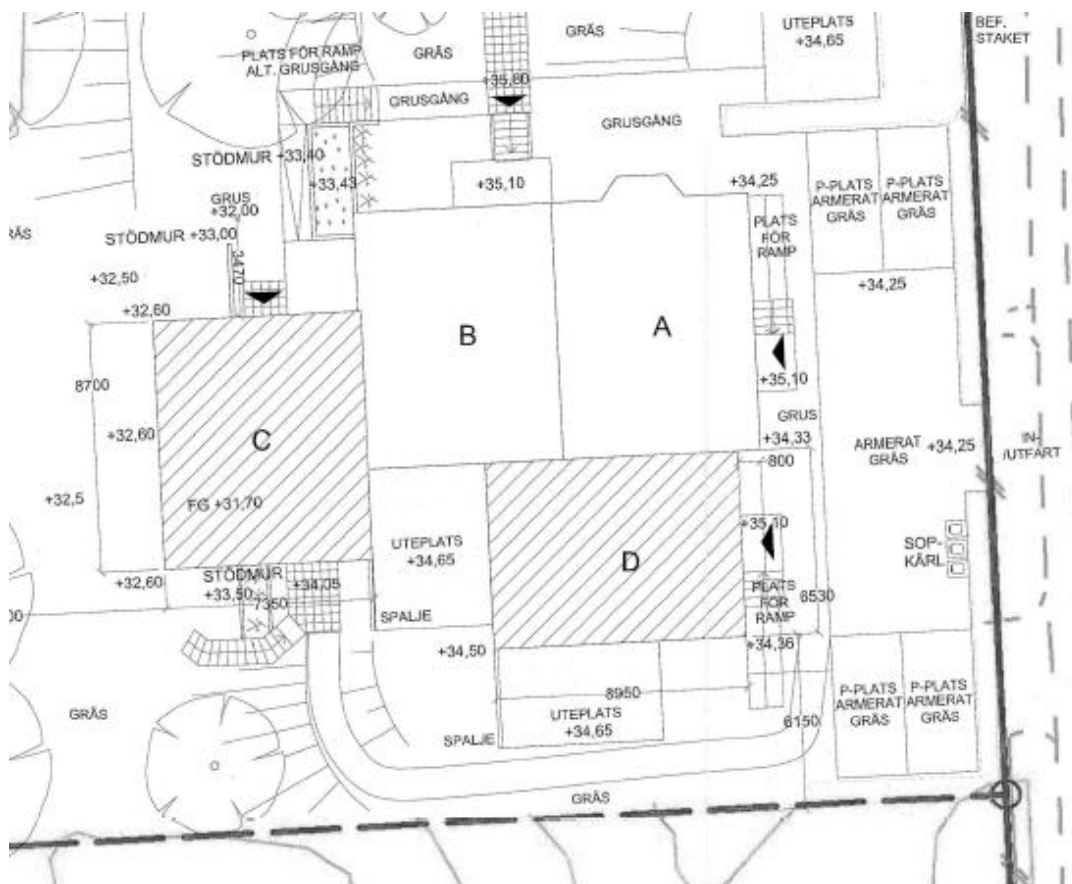 UTEPLATS
+34,65
BEF.
STAKET
GRÄS
GRÄS
PLATS FÖR RAMP
ALT. GRUSGÅNG
+35,80
GRUSGÅNG
GRUSGÅNG
STÖDMUR +33,40
+33,43
+35,10
+34,25
P-PLATS
ARMERAT
GRÄS
P-PLATS
ARMERAT
GRÄS
GRUS
+32,00
PLATS
FÖR
RAMP
RÄS
STÖDMUR +33,00
3470
+32,50
+34,25
+32,60
B
A
8700
+35,10
GRUS
C
+32,60
+34,33
ARMERAT
GRÄS
+34,25
IN-
/UTFART
800
+32,5
FG +31,70
+35,10
UTEPLATS
+34,65
D
SOP-
KÄRL
+32,60
STÖDMUR
+33,50
+34,05
7350
PLATS
FÖR
RAMP
6530
00
SPALJE
+34,36
+34,50
8950
P-PLATS
ARMERAT
GRÄS
P-PLATS
ARMERAT
GRÄS
GRÄS
UTEPLATS
+34,65
6150
SPALJE
GRÄS